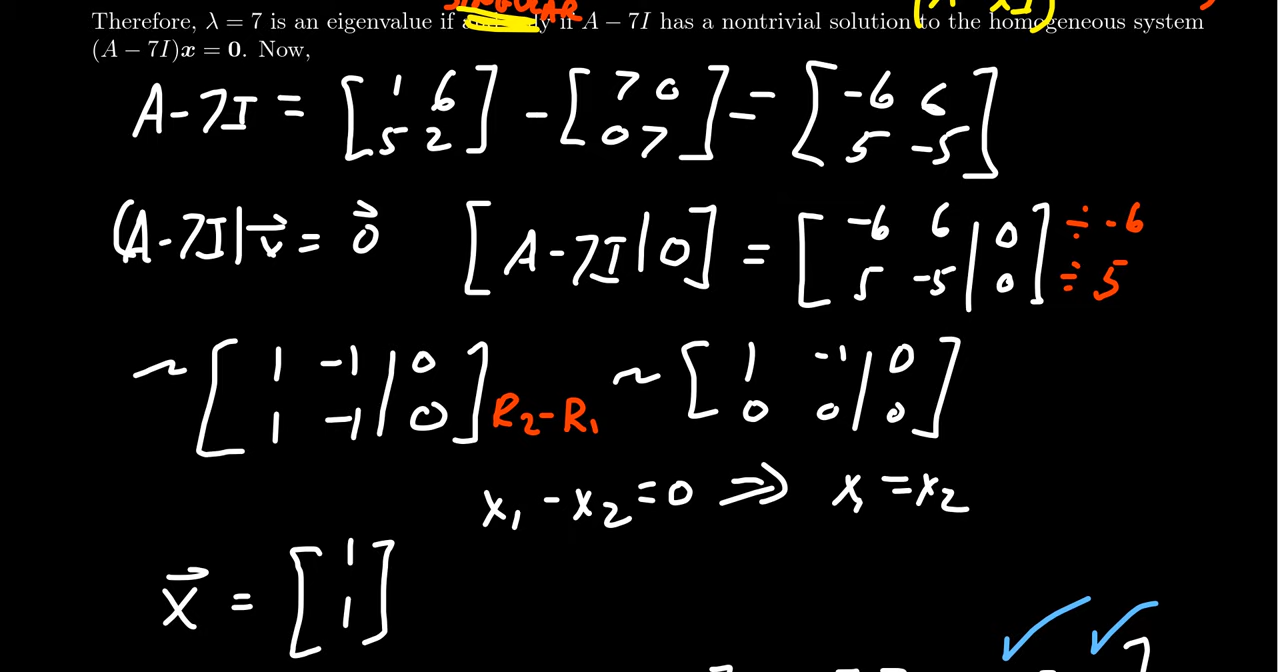 SINGULAR
Therefore, λ = 7 is an eigenvalue if and only if A − 7I has a nontrivial solution to the homogeneous system
(A − 7I)x = 0. Now,
A-7I = [1 6; 5 2] - [7 0; 0 7] = [-6 6; 5 -5]
(A-7I|v⃗ = 0⃗ [A-7I|0] = [-6 6 | 0; 5 -5 | 0] ÷ -6 ÷ 5
~ [1 -1 | 0; 1 -1 | 0] R₂-R₁ ~ [1 -1 | 0; 0 0 | 0]
x₁ - x₂ = 0 ⇒ x₁ = x₂
x⃗ = [1; 1]